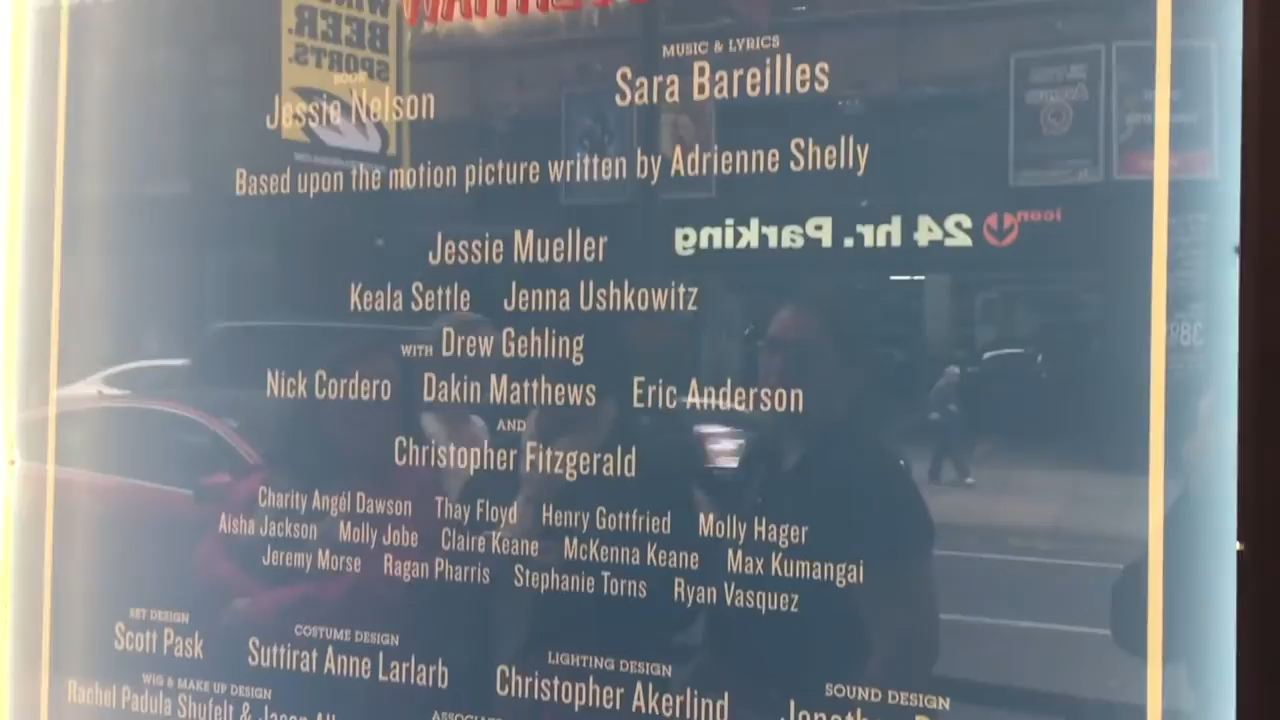 BEER.
SPORTS.
BOOK
Jessie Nelson
MUSIC & LYRICS
Sara Bareilles
Based upon the motion picture written by Adrienne Shelly
icon
24 hr. Parking
Jessie Mueller
Keala Settle Jenna Ushkowitz
WITH Drew Gehling
Nick Cordero Dakin Matthews Eric Anderson
AND
Christopher Fitzgerald
Charity Angél Dawson Thay Floyd Henry Gottfried Molly Hager
Aisha Jackson Molly Jobe Claire Keane McKenna Keane Max Kumangai
Jeremy Morse Ragan Pharris Stephanie Torns Ryan Vasquez
SET DESIGN
Scott Pask
COSTUME DESIGN
Suttirat Anne Larlarb
LIGHTING DESIGN
Christopher Akerlind
SOUND DESIGN
WIG & MAKE UP DESIGN
Rachel Padula Shufelt &